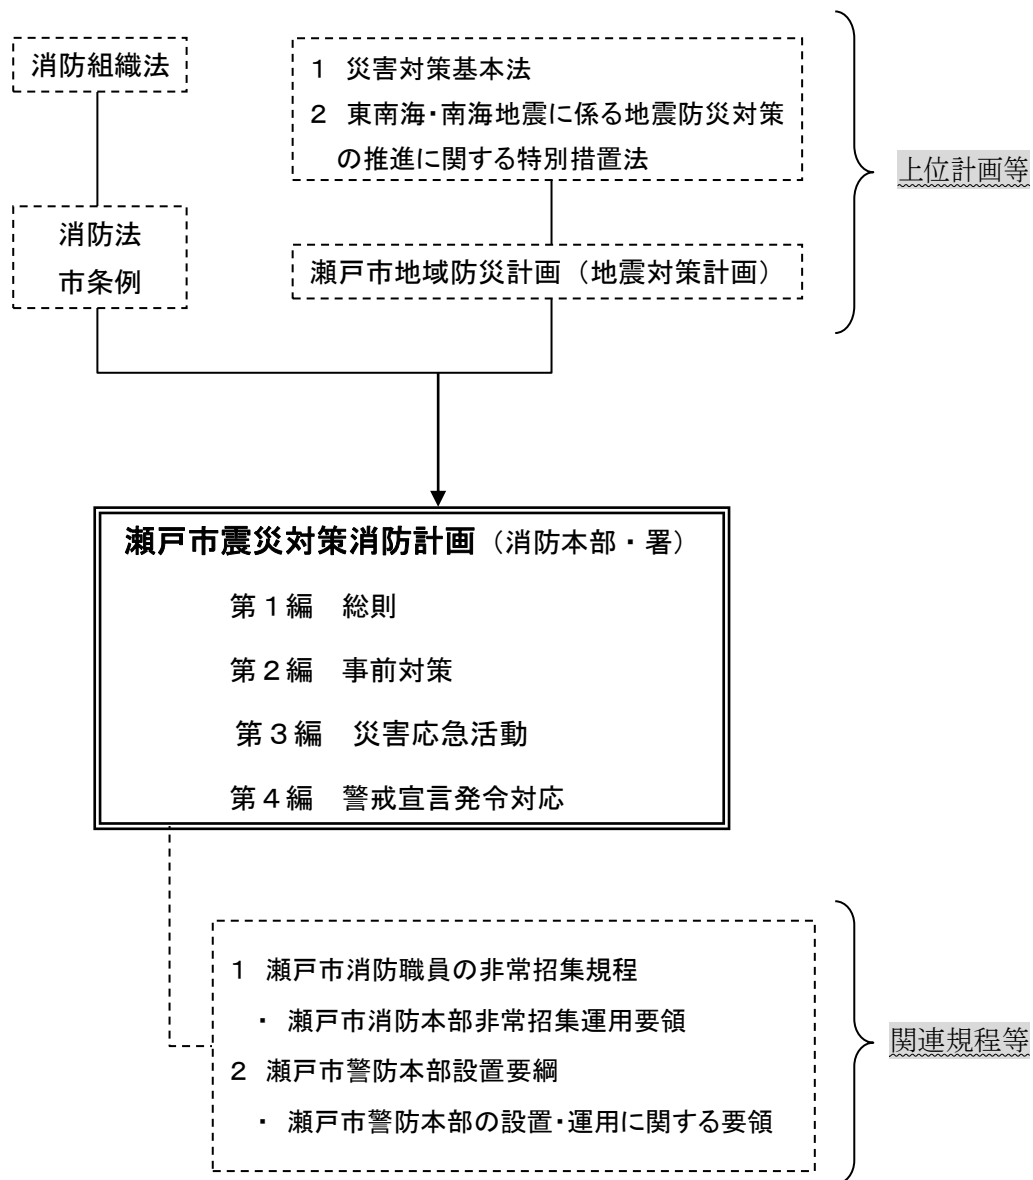 消防組織法
消防法
市条例
1 災害対策基本法
2 東南海・南海地震に係る地震防災対策
の推進に関する特別措置法
瀬戸市地域防災計画（地震対策計画）
上位計画等
瀬戸市震災対策消防計画（消防本部・署）
第1編 総則
第2編 事前対策
第3編 災害応急活動
第4編 警戒宣言発令対応
1 瀬戸市消防職員の非常招集規程
・ 瀬戸市消防本部非常招集運用要領
2 瀬戸市警防本部設置要綱
・ 瀬戸市警防本部の設置・運用に関する要領
関連規程等